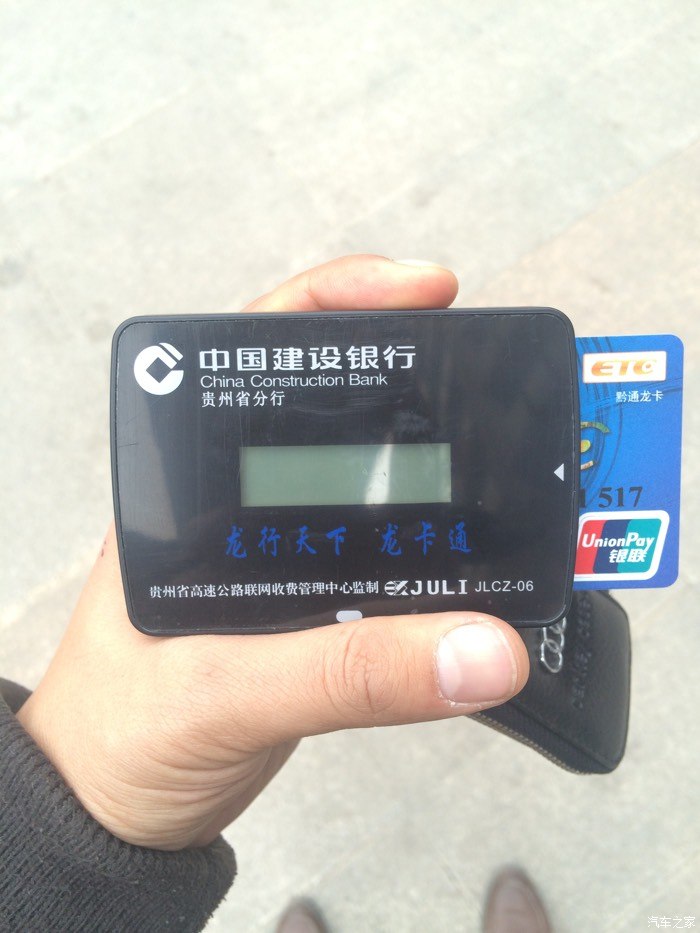 中国建设银行
China Construction Bank
贵州省分行
龙行天下 龙卡通
贵州省高速公路联网收费管理中心监制 JULI JLCZ-06
ETC
黔通龙卡
517
UnionPay
银联
汽车之家